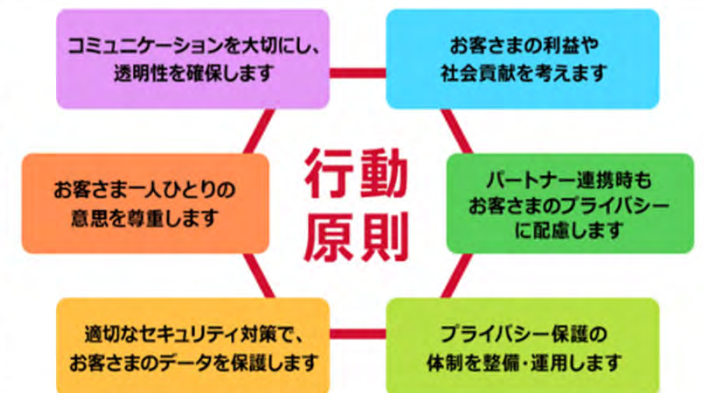 コミュニケーションを大切にし、
透明性を確保します
お客さまの利益や
社会貢献を考えます
行動
原則
お客さま一人ひとりの
意思を尊重します
パートナー連携時も
お客さまのプライバシー
に配慮します
適切なセキュリティ対策で、
お客さまのデータを保護します
プライバシー保護の
体制を整備・運用します